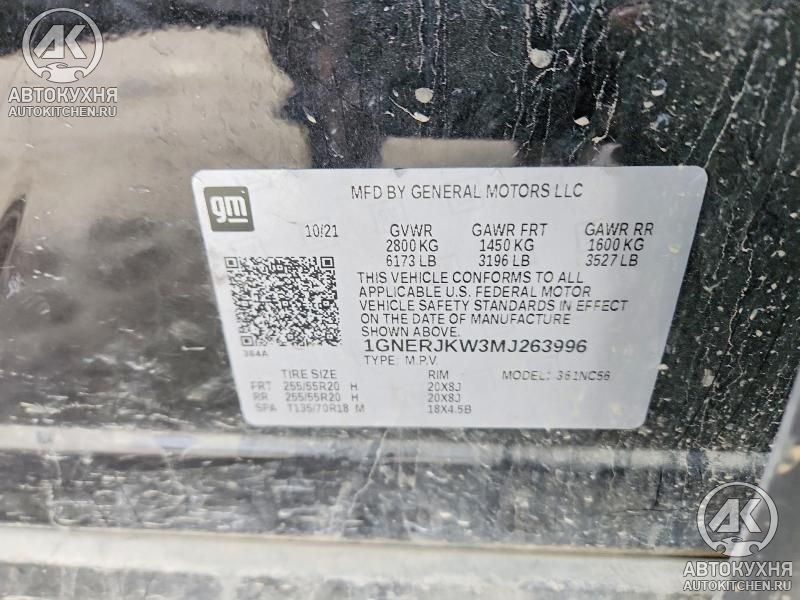 АК
АВТОКУХНЯ
AUTOKITCHEN.RU
gm
MFD BY GENERAL MOTORS LLC
10/21 GVWR GAWR FRT GAWR RR
2800 KG 1450 KG 1600 KG
6173 LB 3196 LB 3527 LB
THIS VEHICLE CONFORMS TO ALL
APPLICABLE U.S. FEDERAL MOTOR
VEHICLE SAFETY STANDARDS IN EFFECT
ON THE DATE OF MANUFACTURE
SHOWN ABOVE.
384A
1GNERJKW3MJ263996
TYPE: M.P.V.
TIRE SIZE RIM MODEL: 361NC56
FRT 255/55R20 H 20X8J
RR 255/55R20 H 20X8J
SPA T135/70R18 M 18X4.5B
АК
АВТОКУХНЯ
AUTOKITCHEN.RU